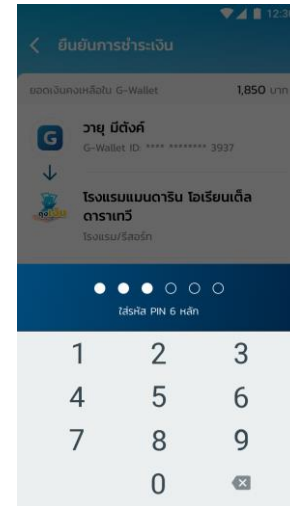 12:30
ยืนยันการชำระเงิน
ยอดเงินคงเหลือใน G-Wallet 1,850 บาท
G
วายุ มีตังค์
G-Wallet ID: **** ******** 3937
โรงแรมแมนดาริน โอเรียนเต็ล
ดาราเทวี
โรงแรม/รีสอร์ท
ใส่รหัส PIN 6 หลัก
1 2 3
4 5 6
7 8 9
0